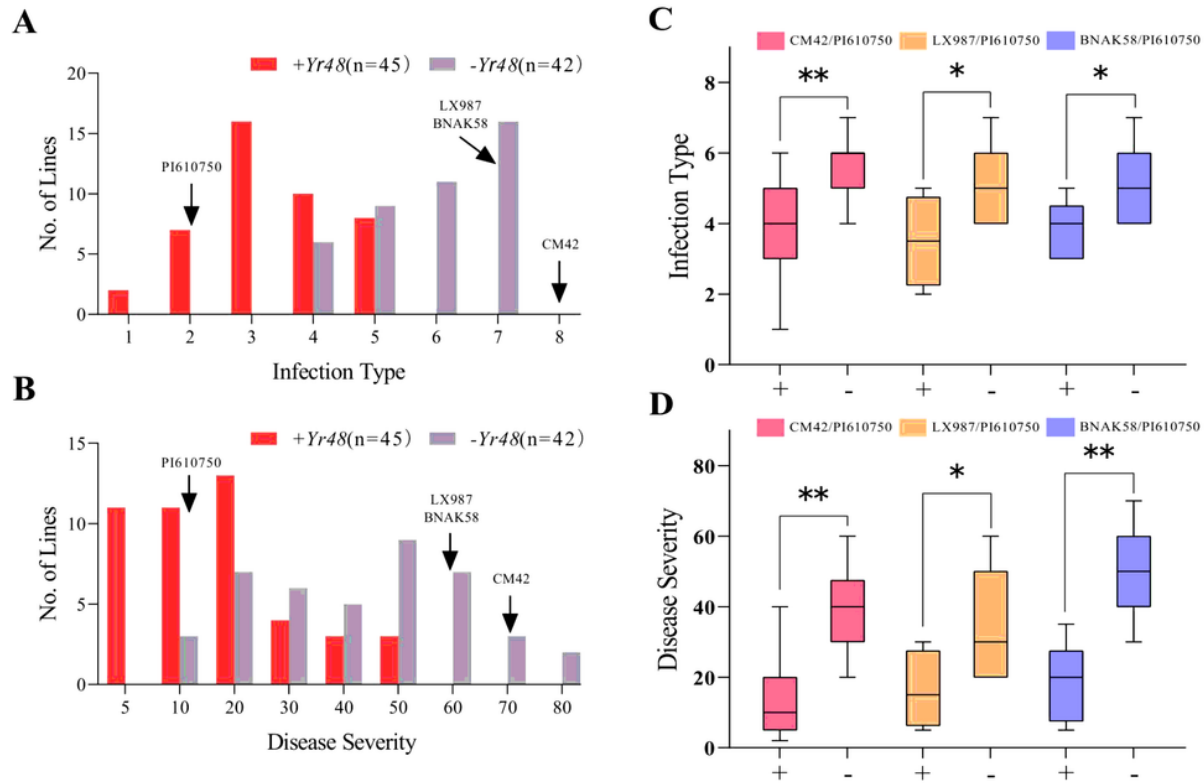 A
+Yr48(n=45) -Yr48(n=42)
20
15
10
5
0
No. of Lines
PI610750
LX987
BNAK58
CM42
1 2 3 4 5 6 7 8
Infection Type
B
+Yr48(n=45) -Yr48(n=42)
15
10
5
0
No. of Lines
PI610750
LX987
BNAK58
CM42
5 10 20 30 40 50 60 70 80
Disease Severity
C
CM42/PI610750 LX987/PI610750 BNAK58/PI610750
8
6
4
2
0
Infection Type
** * *
+ - + - + -
D
CM42/PI610750 LX987/PI610750 BNAK58/PI610750
80
60
40
20
0
Disease Severity
** * **
+ - + - + -